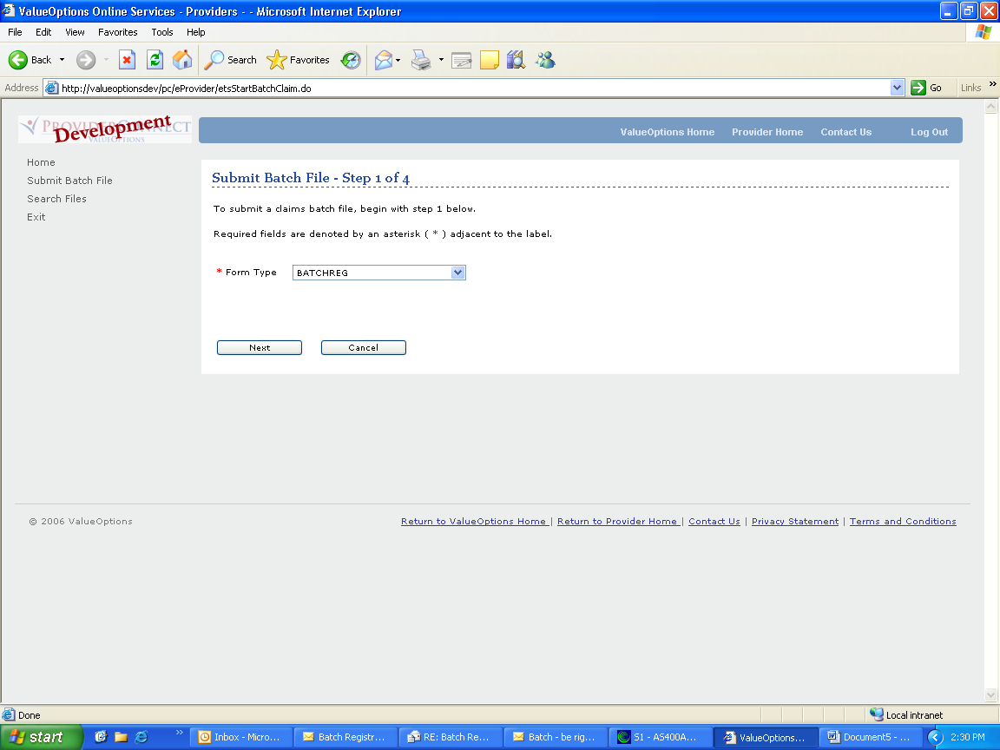 ValueOptions Online Services - Providers - - Microsoft Internet Explorer
File Edit View Favorites Tools Help
Back Search Favorites
Address http://valueoptionsdev/pc/eProvider/etsStartBatchClaim.do Go Links »
PROVIDERCONNECT
VALUEOPTIONS
Development
ValueOptions Home Provider Home Contact Us Log Out
Home
Submit Batch File
Search Files
Exit
Submit Batch File - Step 1 of 4
To submit a claims batch file, begin with step 1 below.
Required fields are denoted by an asterisk ( * ) adjacent to the label.
* Form Type BATCHREG
Next Cancel
© 2006 ValueOptions Return to ValueOptions Home | Return to Provider Home | Contact Us | Privacy Statement | Terms and Conditions
Done Local intranet
start » Inbox - Micro... Batch Registr... RE: Batch Re... Batch - be rig... S1 - AS400A... ValueOptions... Document5 - ... 2:30 PM